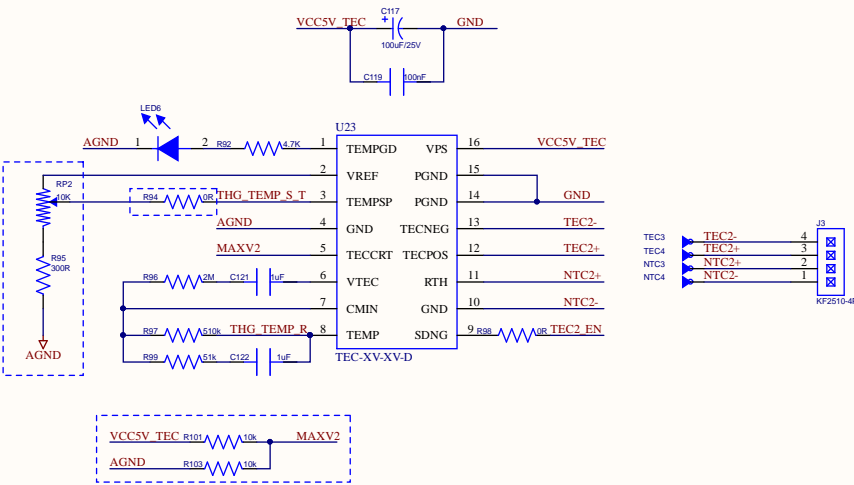 C117
VCC5V_TEC + GND
100uF/25V
C119 100nF
LED6
U23
AGND 1 2 R92 4.7K 1 TEMPGD VPS 16 VCC5V_TEC
2 VREF PGND 15
RP2
10K R94 0R THG_TEMP_S_T 3 TEMPSP PGND 14 GND
AGND 4 GND TECNEG 13 TEC2-
J3
TEC3 TEC2- 4
MAXV2 5 TECCRT TECPOS 12 TEC2+
TEC4 TEC2+ 3
R95
300R
NTC3 NTC2+ 2
R96 2M C121 1uF 6 VTEC RTH 11 NTC2+
NTC4 NTC2- 1
KF2510-4P
7 CMIN GND 10 NTC2-
R97 510k THG_TEMP_R 8 TEMP SDNG 9 R98 0R TEC2_EN
AGND
R99 51k C122 1uF
TEC-XV-XV-D
VCC5V_TEC R101 10k MAXV2
AGND R103 10k